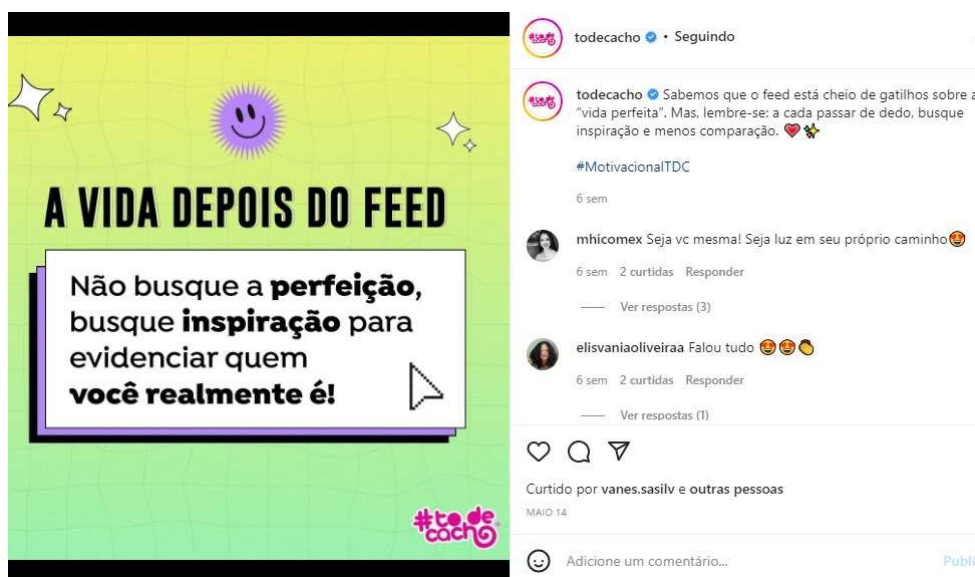 A VIDA DEPOIS DO FEED
Não busque a perfeição,
busque inspiração para
evidenciar quem
você realmente é!
#to.de.
cacho
#todecacho
todecacho • Seguindo
#todecacho
todecacho Sabemos que o feed está cheio de gatilhos sobre a
"vida perfeita". Mas, lembre-se: a cada passar de dedo, busque
inspiração e menos comparação. ❤️✨
#MotivacionalTDC
6 sem
mhicomex Seja vc mesma! Seja luz em seu próprio caminho🤩
6 sem 2 curtidas Responder
Ver respostas (3)
elisvaniaoliveiraa Falou tudo 🤩🤩👏
6 sem 2 curtidas Responder
Ver respostas (1)
Curtido por vanes.sasilv e outras pessoas
MAIO 14
Adicione um comentário...
Publi